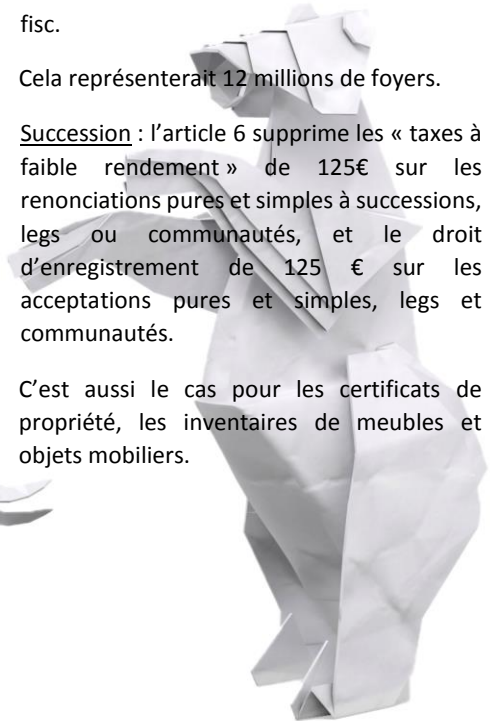 fisc.
Cela représenterait 12 millions de foyers.
Succession : l’article 6 supprime les « taxes à
faible rendement » de 125€ sur les
renonciations pures et simples à successions,
legs ou communautés, et le droit
d’enregistrement de 125 € sur les
acceptations pures et simples, legs et
communautés.
C’est aussi le cas pour les certificats de
propriété, les inventaires de meubles et
objets mobiliers.